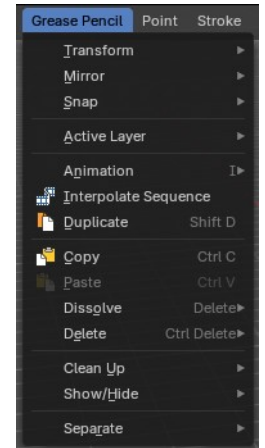 Grease Pencil Point Stroke
Transform
Mirror
Snap
Active Layer
Animation I
Interpolate Sequence
Duplicate Shift D
Copy Ctrl C
Paste Ctrl V
Dissolve Delete
Delete Ctrl Delete
Clean Up
Show/Hide
Separate